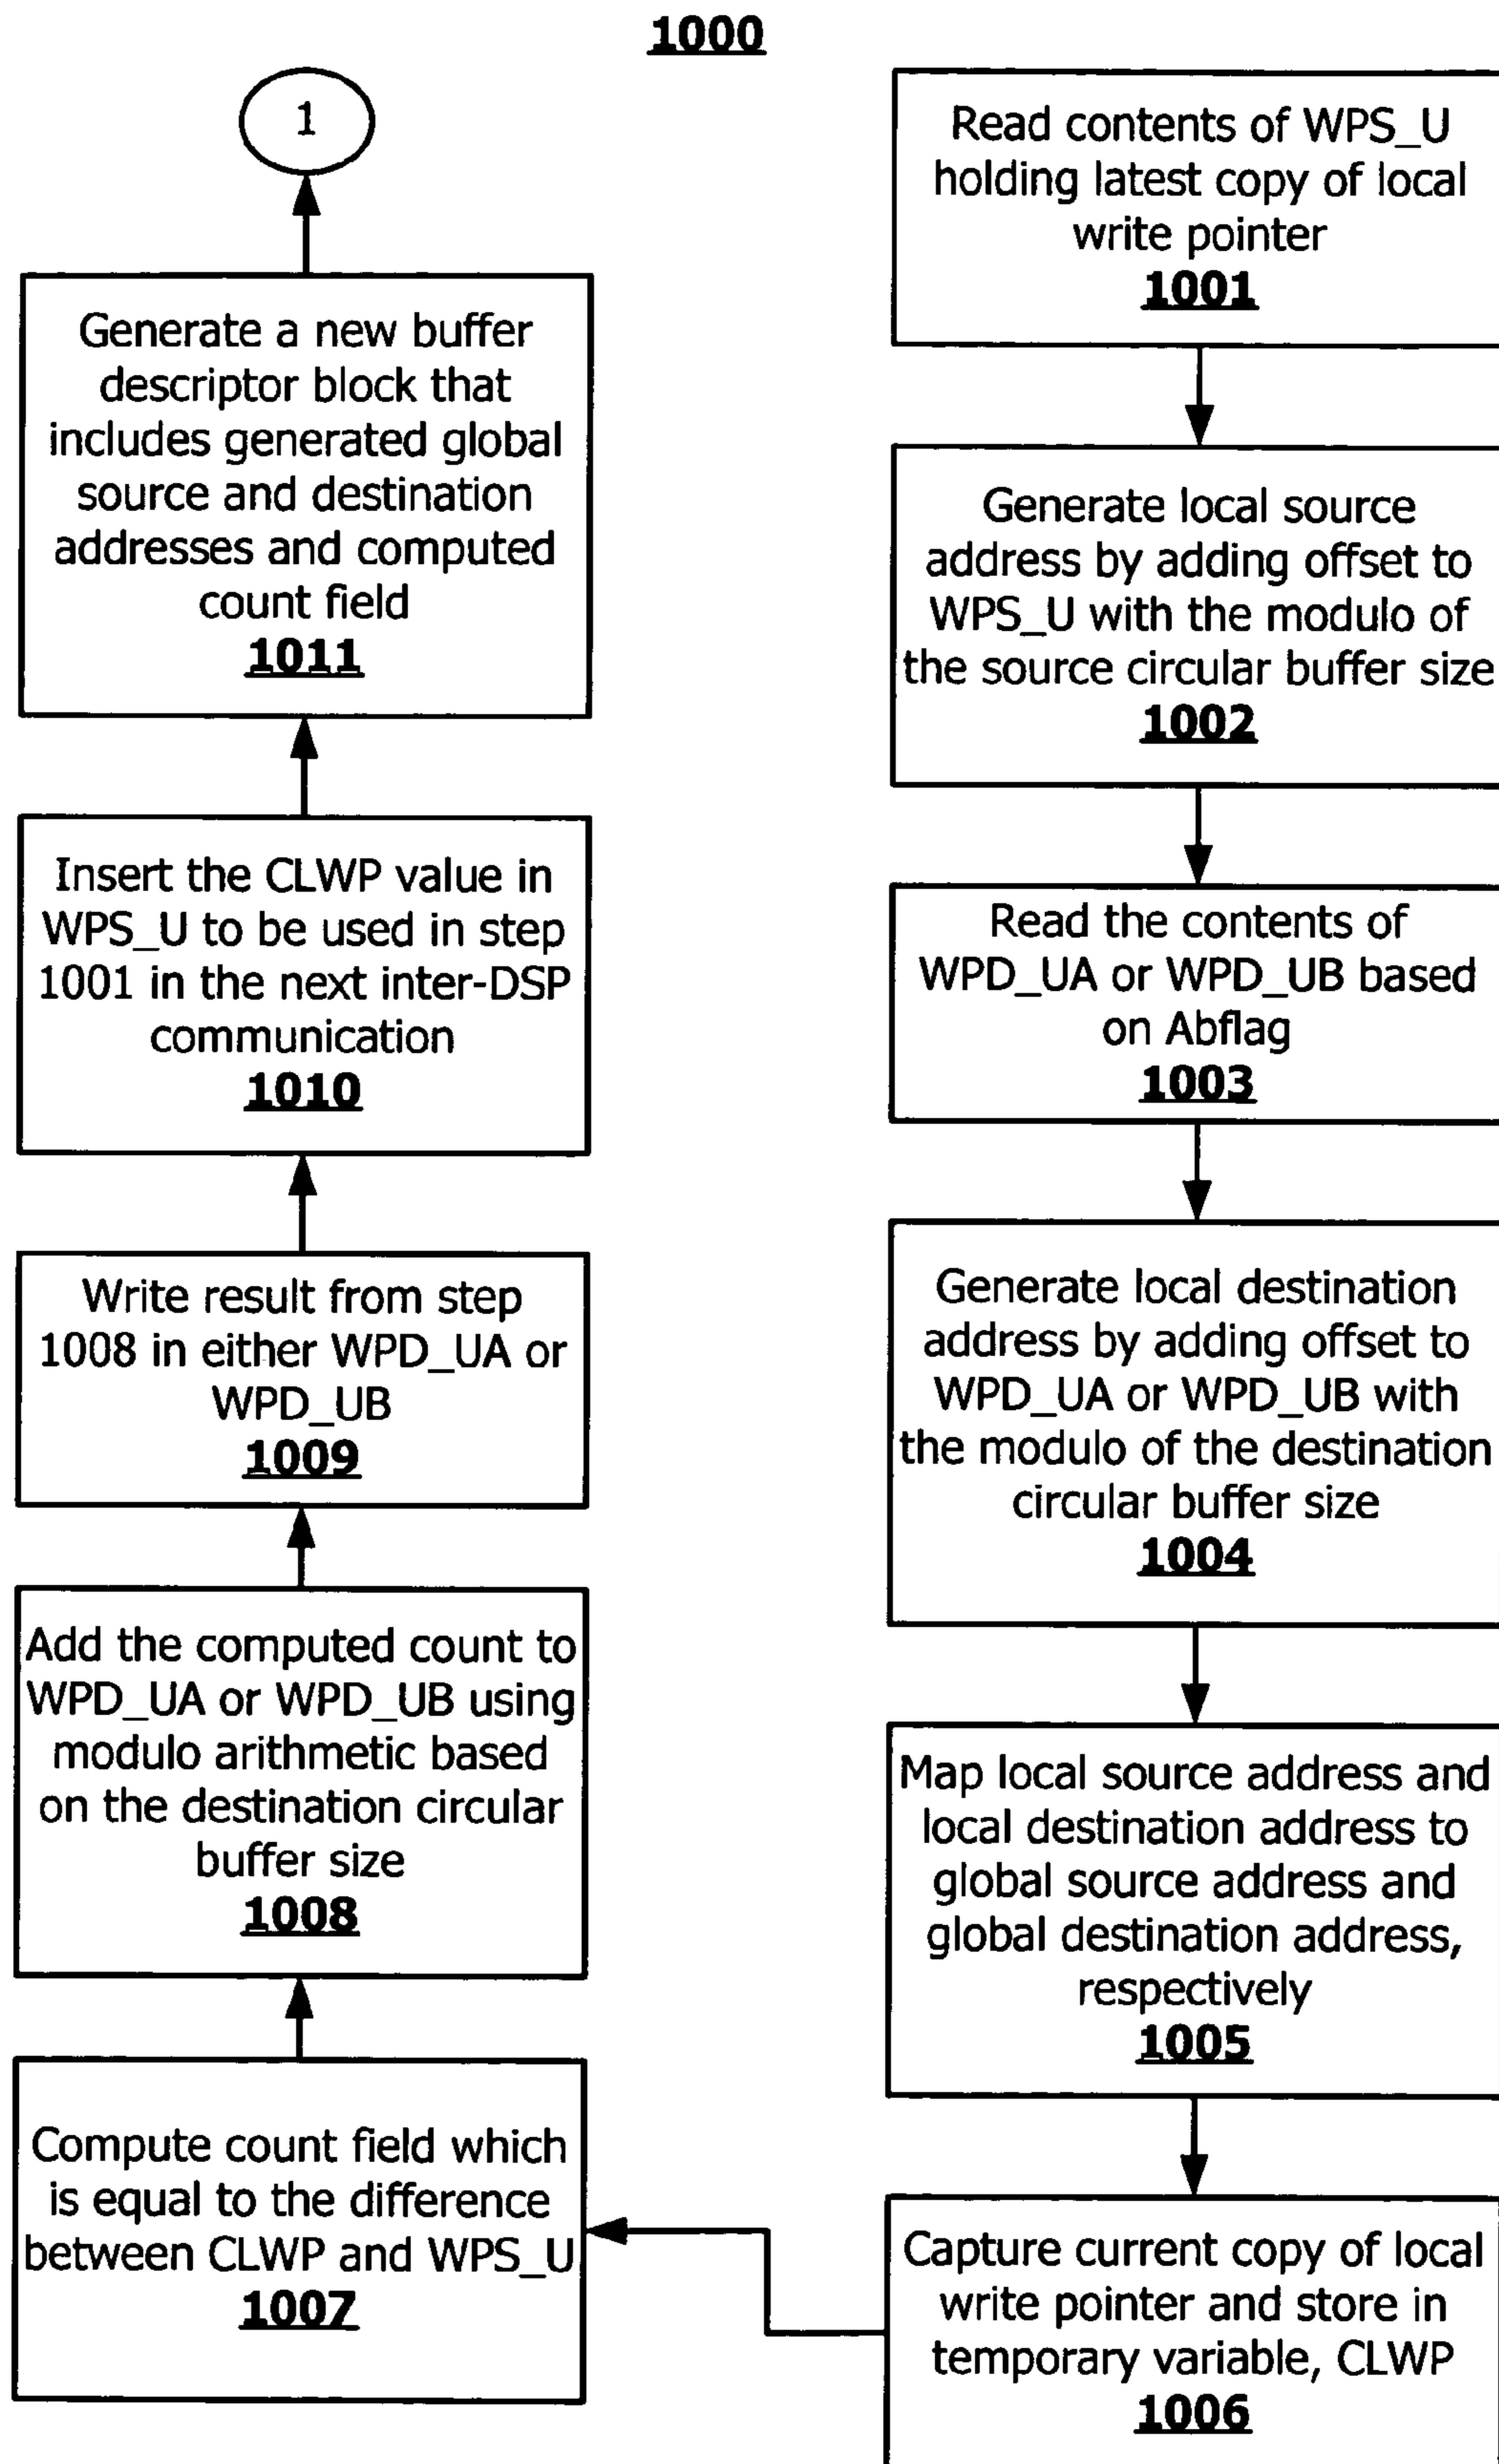 1000
Read contents of WPS_U
holding latest copy of local
write pointer
1001
Generate local source
address by adding offset to
WPS_U with the modulo of
the source circular buffer size
1002
Read the contents of
WPD_UA or WPD_UB based
on Abflag
1003
Generate local destination
address by adding offset to
WPD_UA or WPD_UB with
the modulo of the destination
circular buffer size
1004
Map local source address and
local destination address to
global source address and
global destination address,
respectively
1005
Capture current copy of local
write pointer and store in
temporary variable, CLWP
1006
Compute count field which
is equal to the difference
between CLWP and WPS_U
1007
Add the computed count to
WPD_UA or WPD_UB using
modulo arithmetic based
on the destination circular
buffer size
1008
Write result from step
1008 in either WPD_UA or
WPD_UB
1009
Insert the CLWP value in
WPS_U to be used in step
1001 in the next inter-DSP
communication
1010
Generate a new buffer
descriptor block that
includes generated global
source and destination
addresses and computed
count field
1011
1